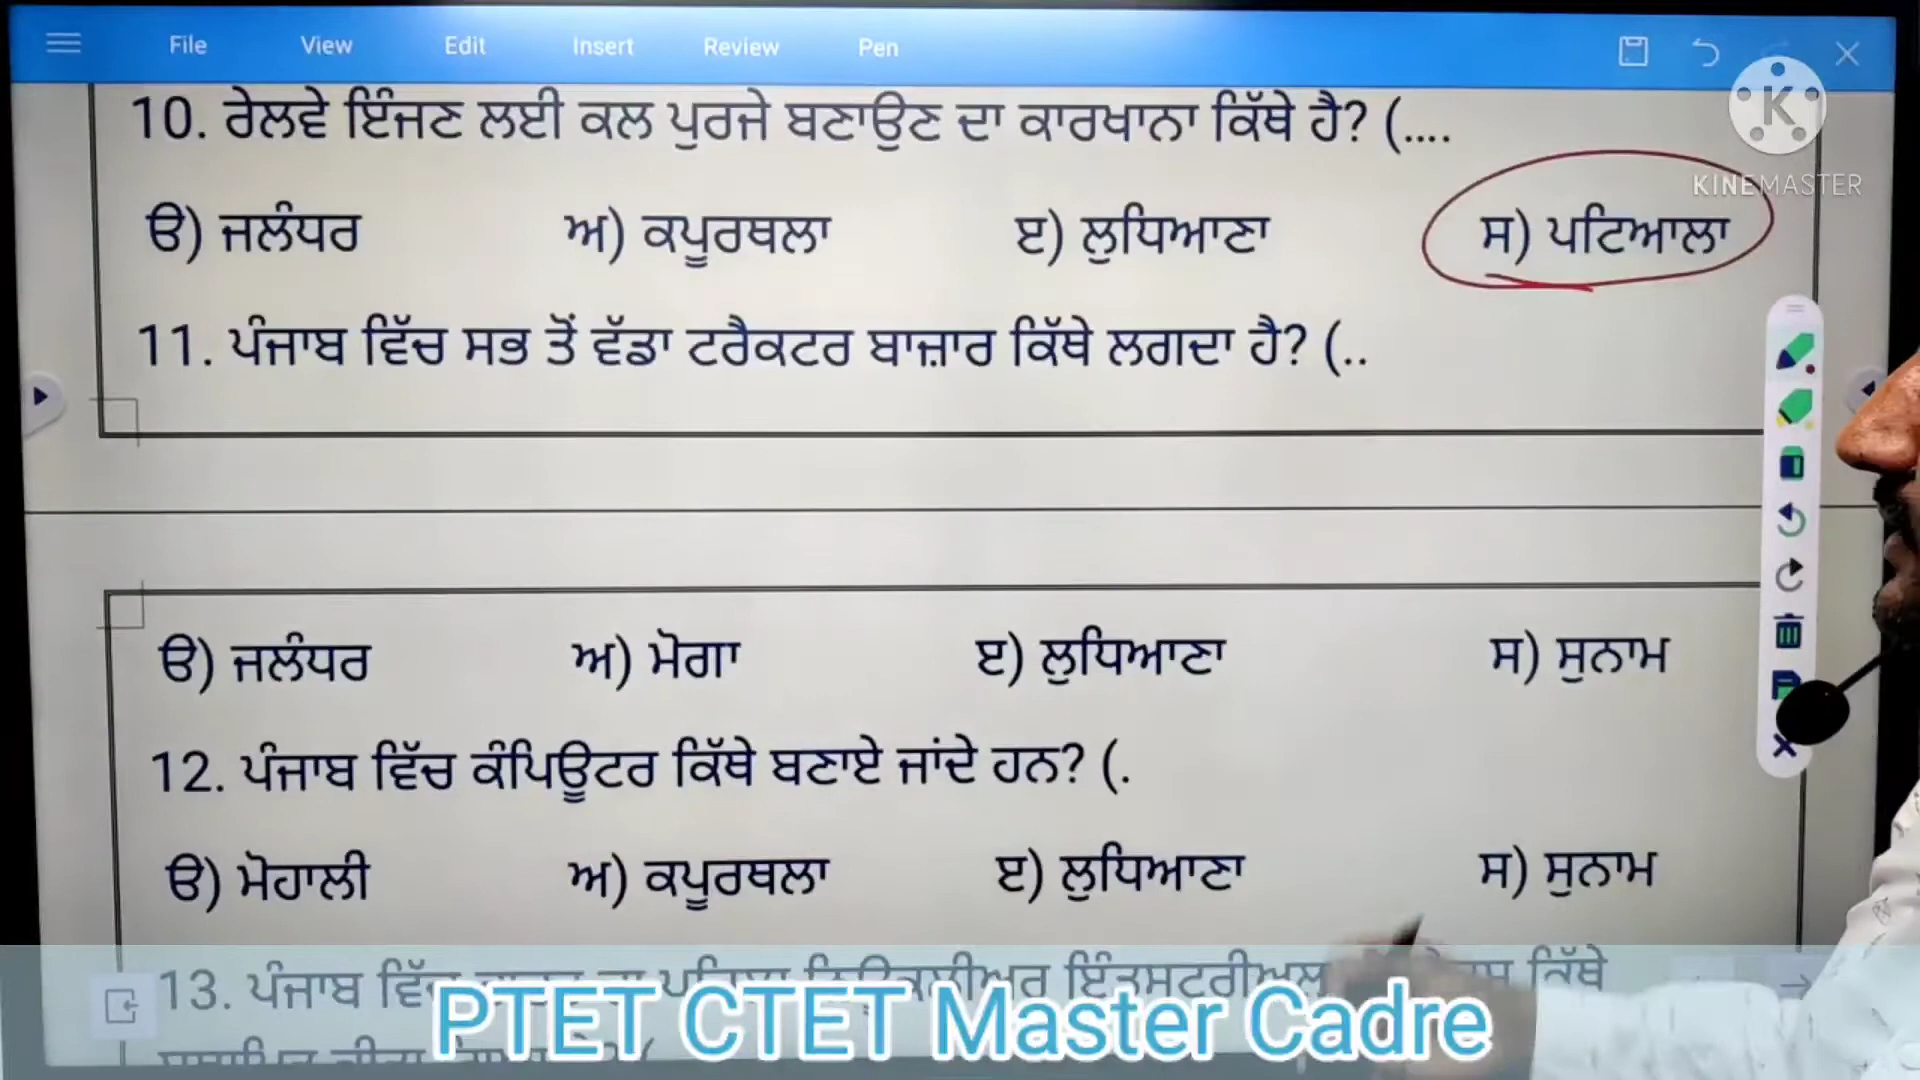 File View Edit Insert Review Pen
K
KINEMASTER
10. ਰੇਲਵੇ ਇੰਜਣ ਲਈ ਕਲ ਪੁਰਜੇ ਬਣਾਉਣ ਦਾ ਕਾਰਖਾਨਾ ਕਿੱਥੇ ਹੈ? (....
ੳ) ਜਲੰਧਰ ਅ) ਕਪੂਰਥਲਾ ੲ) ਲੁਧਿਆਣਾ ਸ) ਪਟਿਆਲਾ
11. ਪੰਜਾਬ ਵਿੱਚ ਸਭ ਤੋਂ ਵੱਡਾ ਟਰੈਕਟਰ ਬਾਜ਼ਾਰ ਕਿੱਥੇ ਲਗਦਾ ਹੈ? (..
ੳ) ਜਲੰਧਰ ਅ) ਮੋਗਾ ੲ) ਲੁਧਿਆਣਾ ਸ) ਸੁਨਾਮ
12. ਪੰਜਾਬ ਵਿੱਚ ਕੰਪਿਊਟਰ ਕਿੱਥੇ ਬਣਾਏ ਜਾਂਦੇ ਹਨ? (.
ੳ) ਮੋਹਾਲੀ ਅ) ਕਪੂਰਥਲਾ ੲ) ਲੁਧਿਆਣਾ ਸ) ਸੁਨਾਮ
13. ਪੰਜਾਬ ਵਿੱਚ ਕਿੱਥੇ
PTET CTET Master Cadre